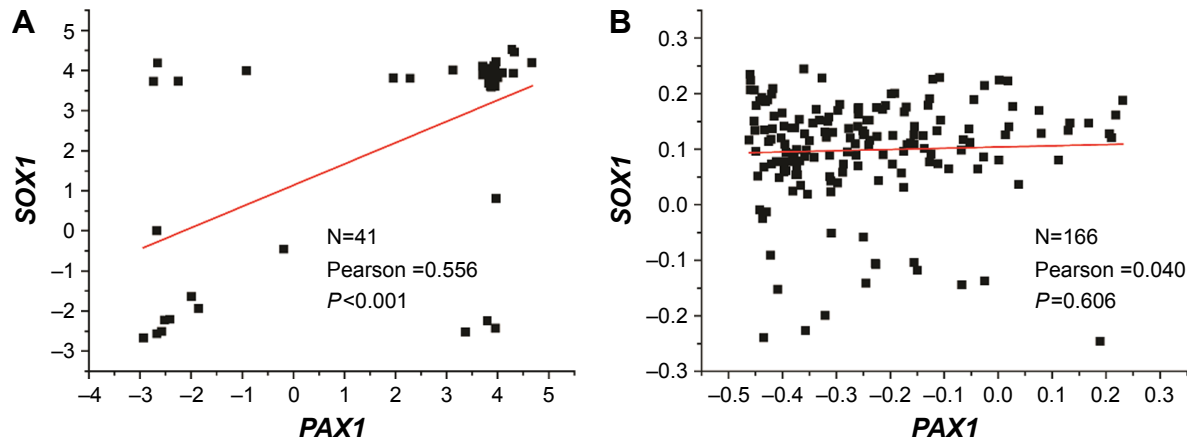 A
5
4
3
2
1
0
–1
–2
–3
SOX1
N=41
Pearson =0.556
P<0.001
–4 –3 –2 –1 0 1 2 3 4 5
PAX1
B
0.3
0.2
0.1
0.0
–0.1
–0.2
–0.3
SOX1
N=166
Pearson =0.040
P=0.606
–0.5 –0.3 –0.2 –0.2 –0.1 0.0 0.1 0.2 0.3
PAX1